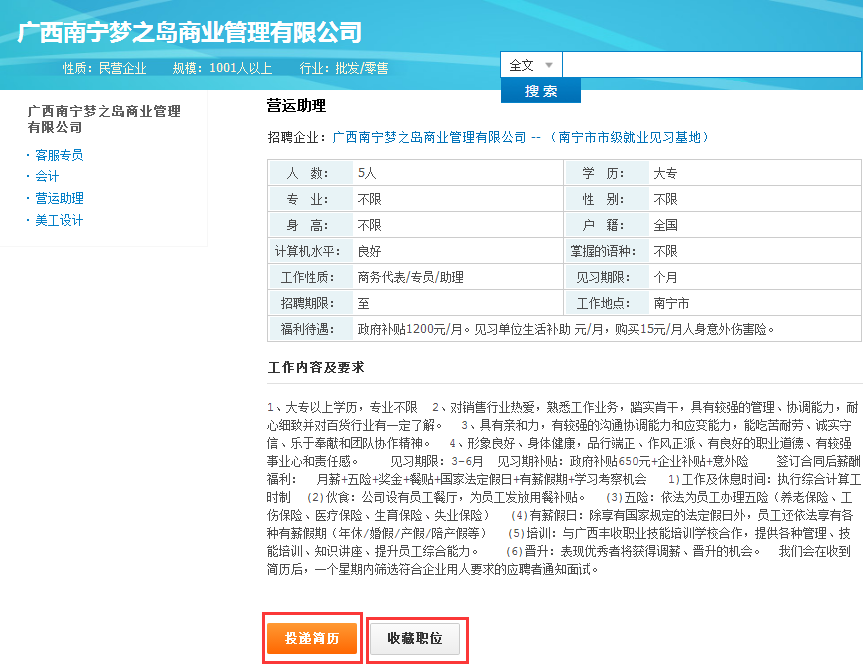 广西南宁梦之岛商业管理有限公司
性质：民营企业 规模：1001人以上 行业：批发/零售
全文
搜 索
广西南宁梦之岛商业管理
有限公司
· 客服专员
· 会计
· 营运助理
· 美工设计
营运助理
招聘企业：广西南宁梦之岛商业管理有限公司 -- （南宁市市级就业见习基地）
人 数： 5人 学 历： 大专
专 业： 不限 性 别： 不限
身 高： 不限 户 籍： 全国
计算机水平： 良好 掌握的语种： 不限
工作性质： 商务代表/专员/助理 见习期限： 个月
招聘期限： 至 工作地点： 南宁市
福利待遇： 政府补贴1200元/月。见习单位生活补助 元/月，购买15元/月人身意外伤害险。
工作内容及要求
1、大专以上学历，专业不限 2、对销售行业热爱，熟悉工作业务，踏实肯干，具有较强的管理、协调能力，耐
心细致并对百货行业有一定了解。 3、具有亲和力，有较强的沟通协调能力和应变能力，能吃苦耐劳、诚实守
信、乐于奉献和团队协作精神。 4、形象良好、身体健康，品行端正、作风正派、有良好的职业道德、有较强
事业心和责任感。 见习期限：3-6月 见习期补贴：政府补贴650元+企业补贴+意外险 签订合同后薪酬
福利： 月薪+五险+奖金+餐贴+国家法定假日+有薪假期+学习考察机会 1)工作及休息时间：执行综合计算工
时制 (2)伙食：公司设有员工餐厅，为员工发放用餐补贴。 (3)五险：依法为员工办理五险（养老保险、工
伤保险、医疗保险、生育保险、失业保险） (4)有薪假日：除享有国家规定的法定假日外，员工还依法享有各
种有薪假期（年休/婚假/产假/陪产假等） (5)培训：与广西丰收职业技能培训学校合作，提供各种管理、技
能培训、知识讲座、提升员工综合能力。 (6)晋升：表现优秀者将获得调薪、晋升的机会。 我们会在收到
简历后，一个星期内筛选符合企业用人要求的应聘者通知面试。
投递简历 收藏职位